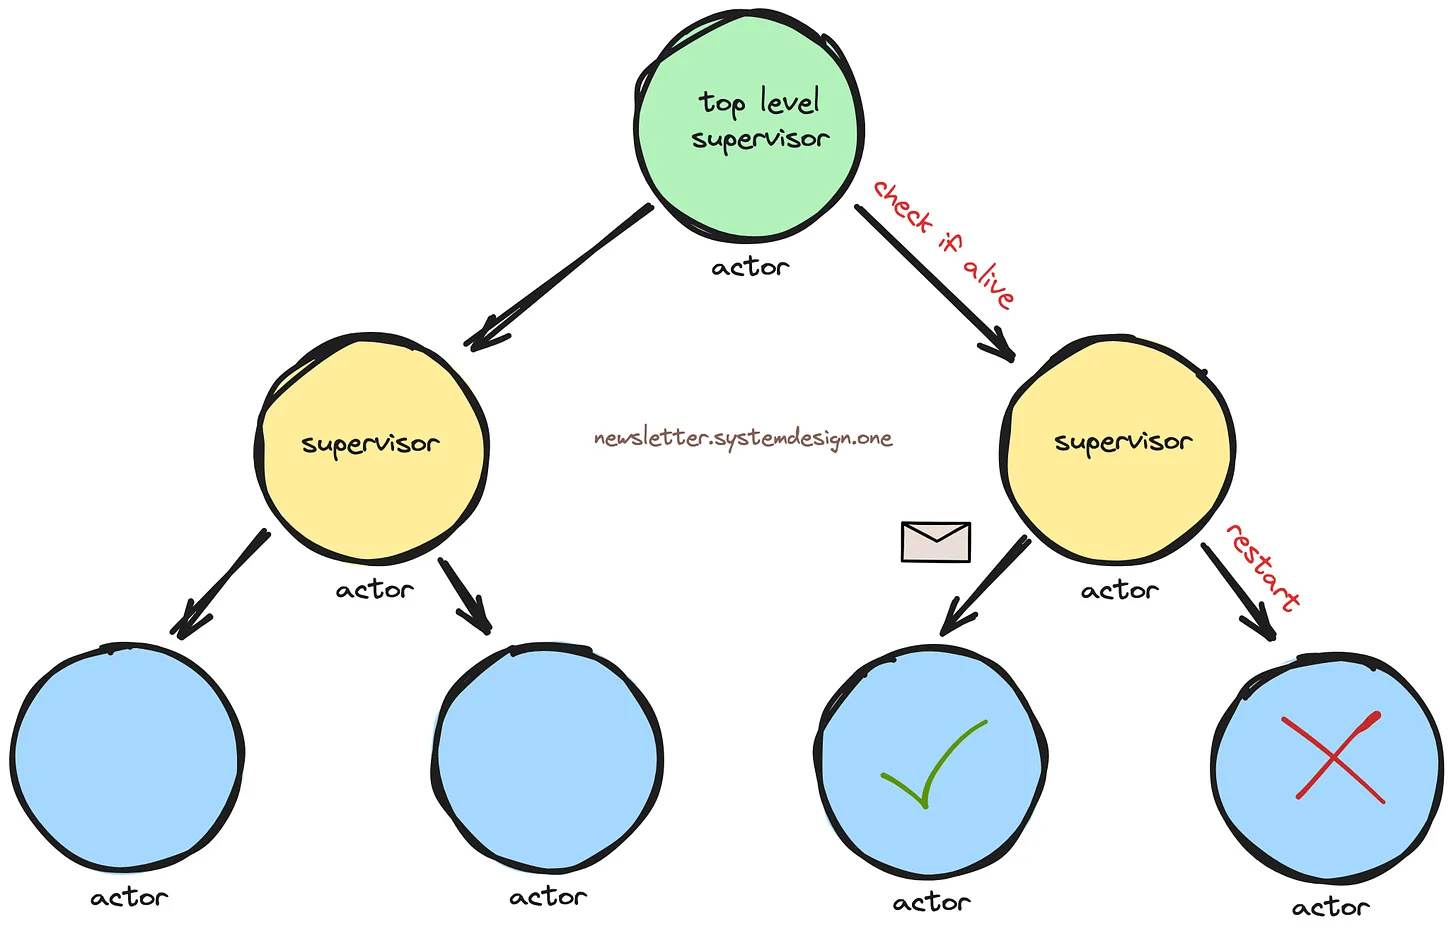 top level
supervisor
check if alive
actor
supervisor
newsletter.systemdesign.one
supervisor
restart
actor
actor
actor
actor
actor
actor